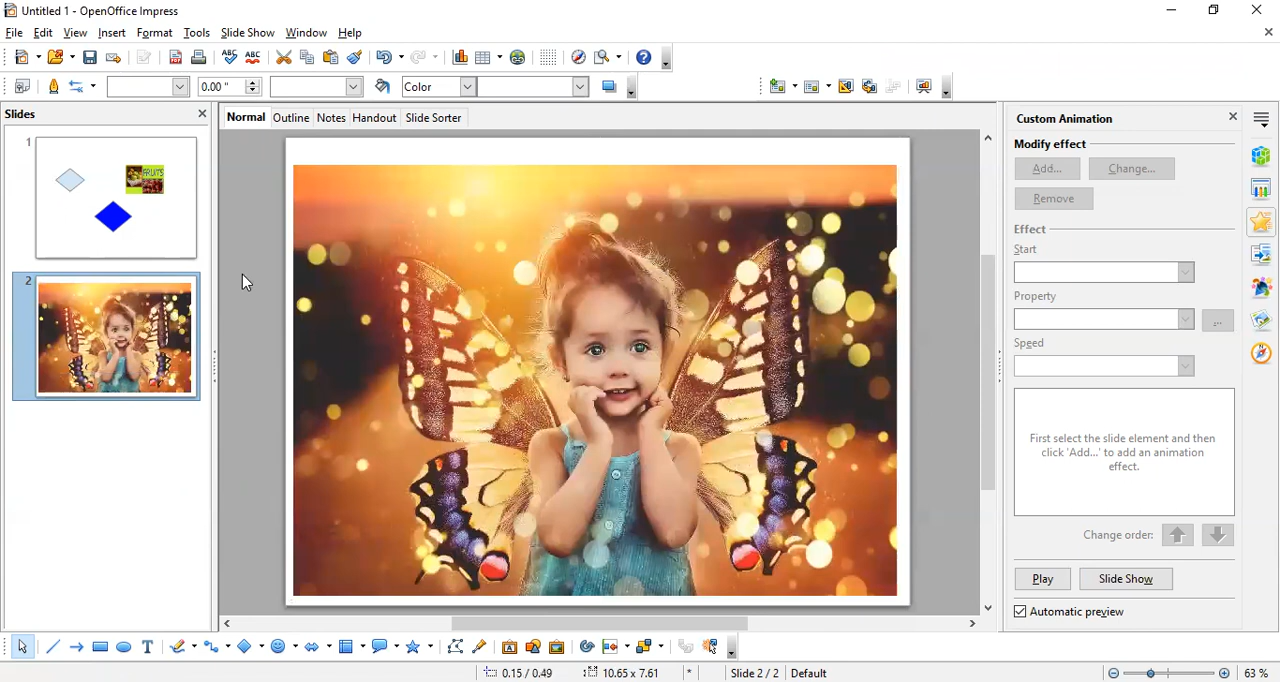 Untitled 1 - OpenOffice Impress
File Edit View Insert Format Tools Slide Show Window Help
0.00 " Color
Slides
Normal Outline Notes Handout Slide Sorter
1
FRUITS
2
Custom Animation
Modify effect
Add... Change...
Remove
Effect
Start
Property
...
Speed
First select the slide element and then
click 'Add...' to add an animation
effect.
Change order:
Play Slide Show
Automatic preview
0.15 / 0.49 10.65 x 7.61 * Slide 2 / 2 Default 63 %